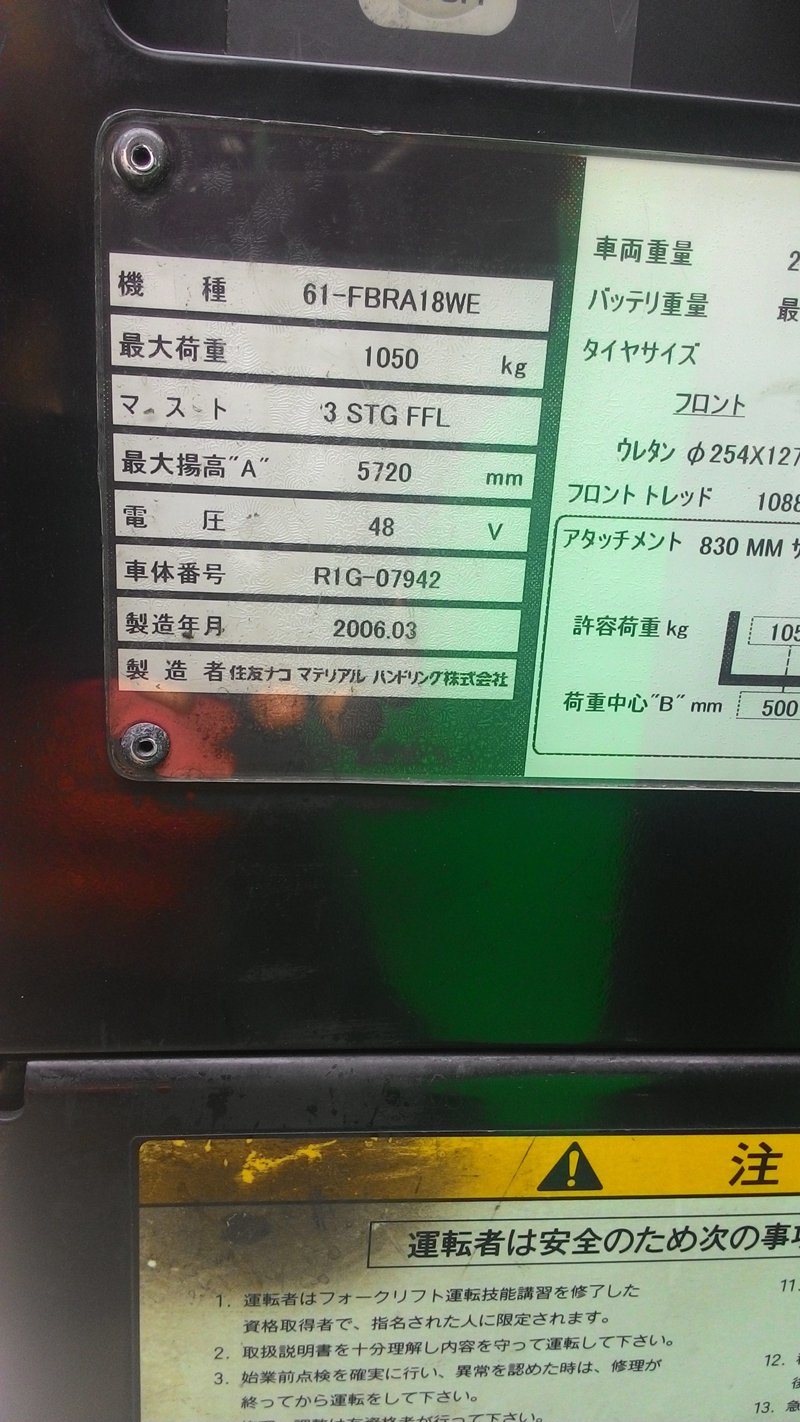 機 種 61-FBRA18WE
最大荷重 1050 kg
マスト 3 STG FFL
最大揚高"A" 5720 mm
電 圧 48 V
車体番号 R1G-07942
製造年月 2006.03
製造者 住友ナコ マテリアル ハンドリング株式会社
車両重量 2
バッテリ重量 最
タイヤサイズ
フロント
ウレタン φ254X127
フロント トレッド 1088
アタッチメント 830 MM
許容荷重 kg 105
荷重中心"B" mm 500
注
運転者は安全のため次の事項
1. 運転者はフォークリフト運転技能講習を修了した
資格取得者で、指名された人に限定されます。
2. 取扱説明書を十分理解し内容を守って運転して下さい。
3. 始業前点検を確実に行い、異常を認めた時は、修理が
終ってから運転をして下さい。
11.
12.
13. 急